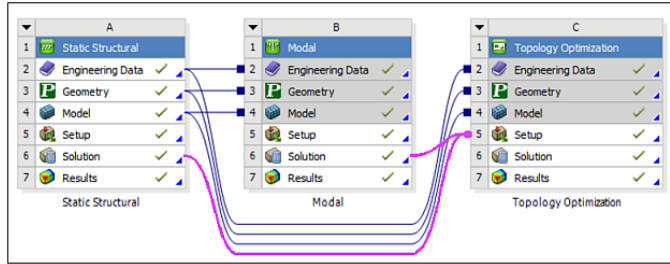 A
1 Static Structural
2 Engineering Data
3 Geometry
4 Model
5 Setup
6 Solution
7 Results
Static Structural
B
1 Modal
2 Engineering Data
3 Geometry
4 Model
5 Setup
6 Solution
7 Results
Modal
C
1 Topology Optimization
2 Engineering Data
3 Geometry
4 Model
5 Setup
6 Solution
7 Results
Topology Optimization